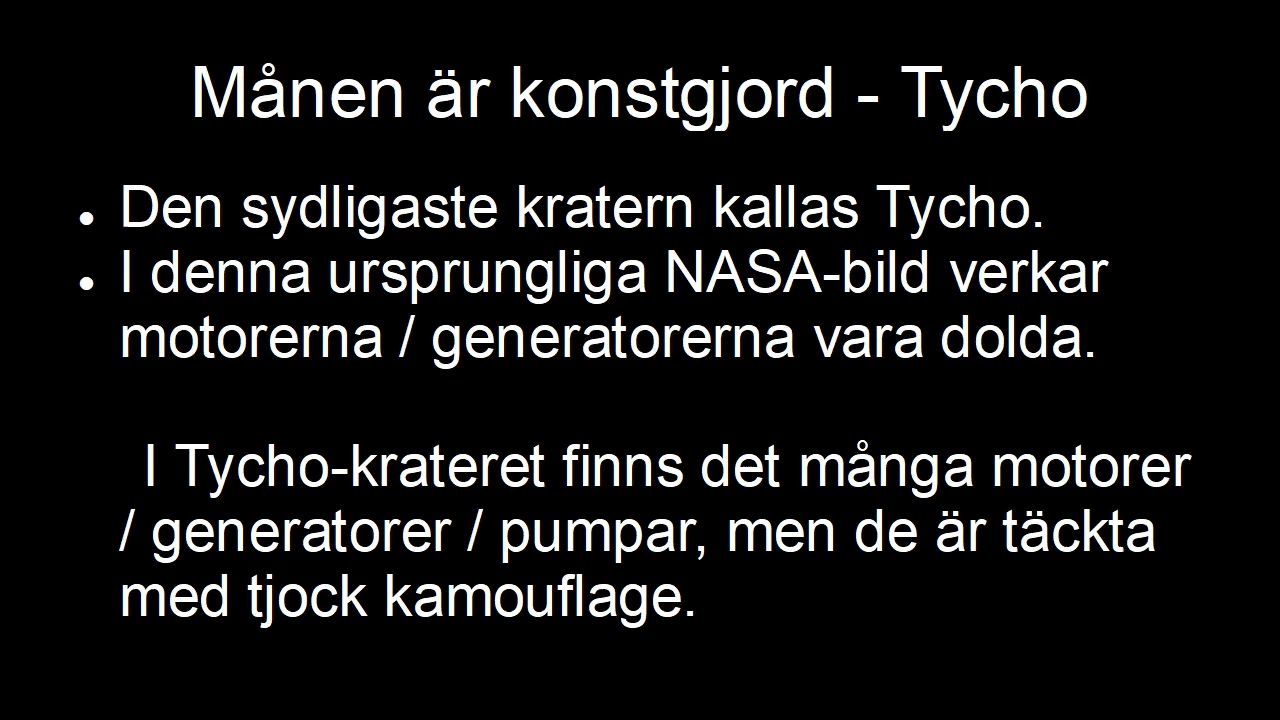 Månen är konstgjord - Tycho
● Den sydligaste kratern kallas Tycho.
● I denna ursprungliga NASA-bild verkar
motorerna / generatorerna vara dolda.
I Tycho-krateret finns det många motorer
/ generatorer / pumpar, men de är täckta
med tjock kamouflage.